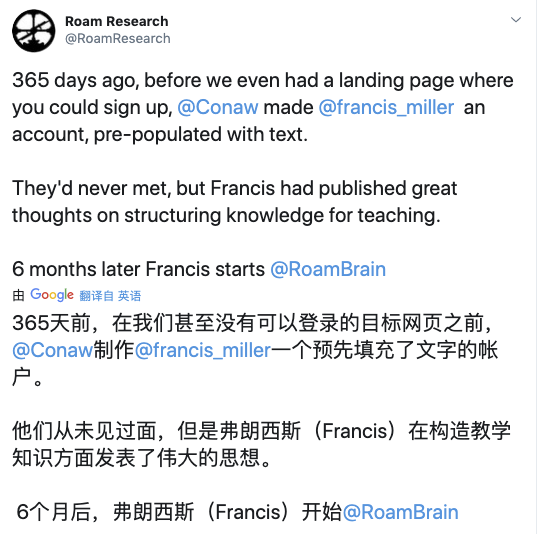 Roam Research
@RoamResearch
365 days ago, before we even had a landing page where
you could sign up, @Conaw made @francis_miller  an
account, pre-populated with text.
They'd never met, but Francis had published great
thoughts on structuring knowledge for teaching.
6 months later Francis starts @RoamBrain
由 Google 翻译自 英语
365天前，在我们甚至没有可以登录的目标网页之前，
@Conaw制作@francis_miller一个预先填充了文字的帐
户。
他们从未见过面，但是弗朗西斯（Francis）在构造教学
知识方面发表了伟大的思想。
6个月后，弗朗西斯（Francis）开始@RoamBrain